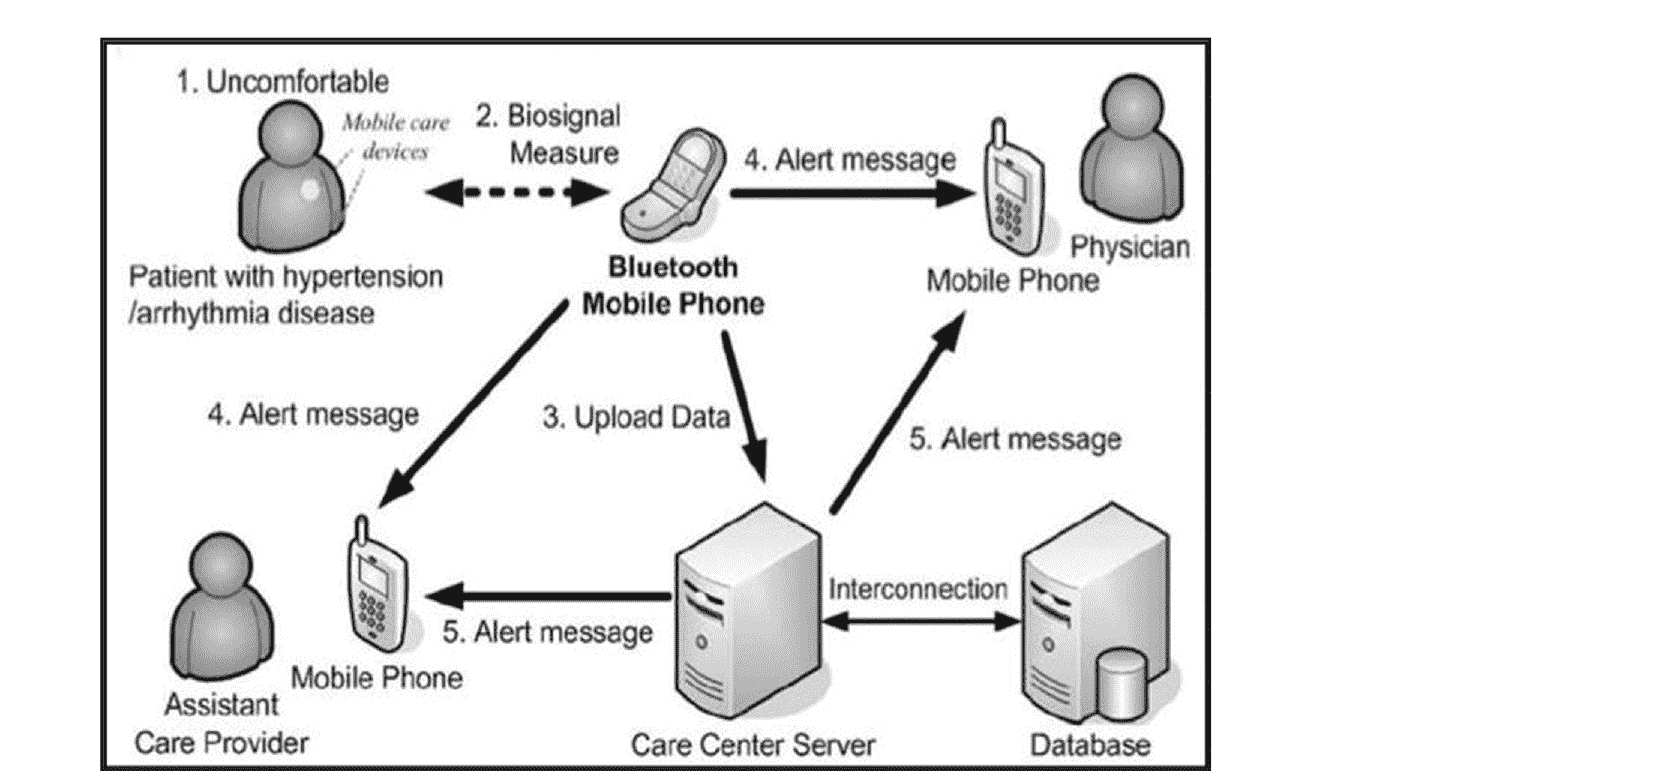 1. Uncomfortable
Mobile care
devices
2. Biosignal
Measure
4. Alert message
Patient with hypertension
/arrhythmia disease
Bluetooth
Mobile Phone
Mobile Phone
Physician
4. Alert message
3. Upload Data
5. Alert message
Interconnection
5. Alert message
Mobile Phone
Assistant
Care Provider
Care Center Server
Database